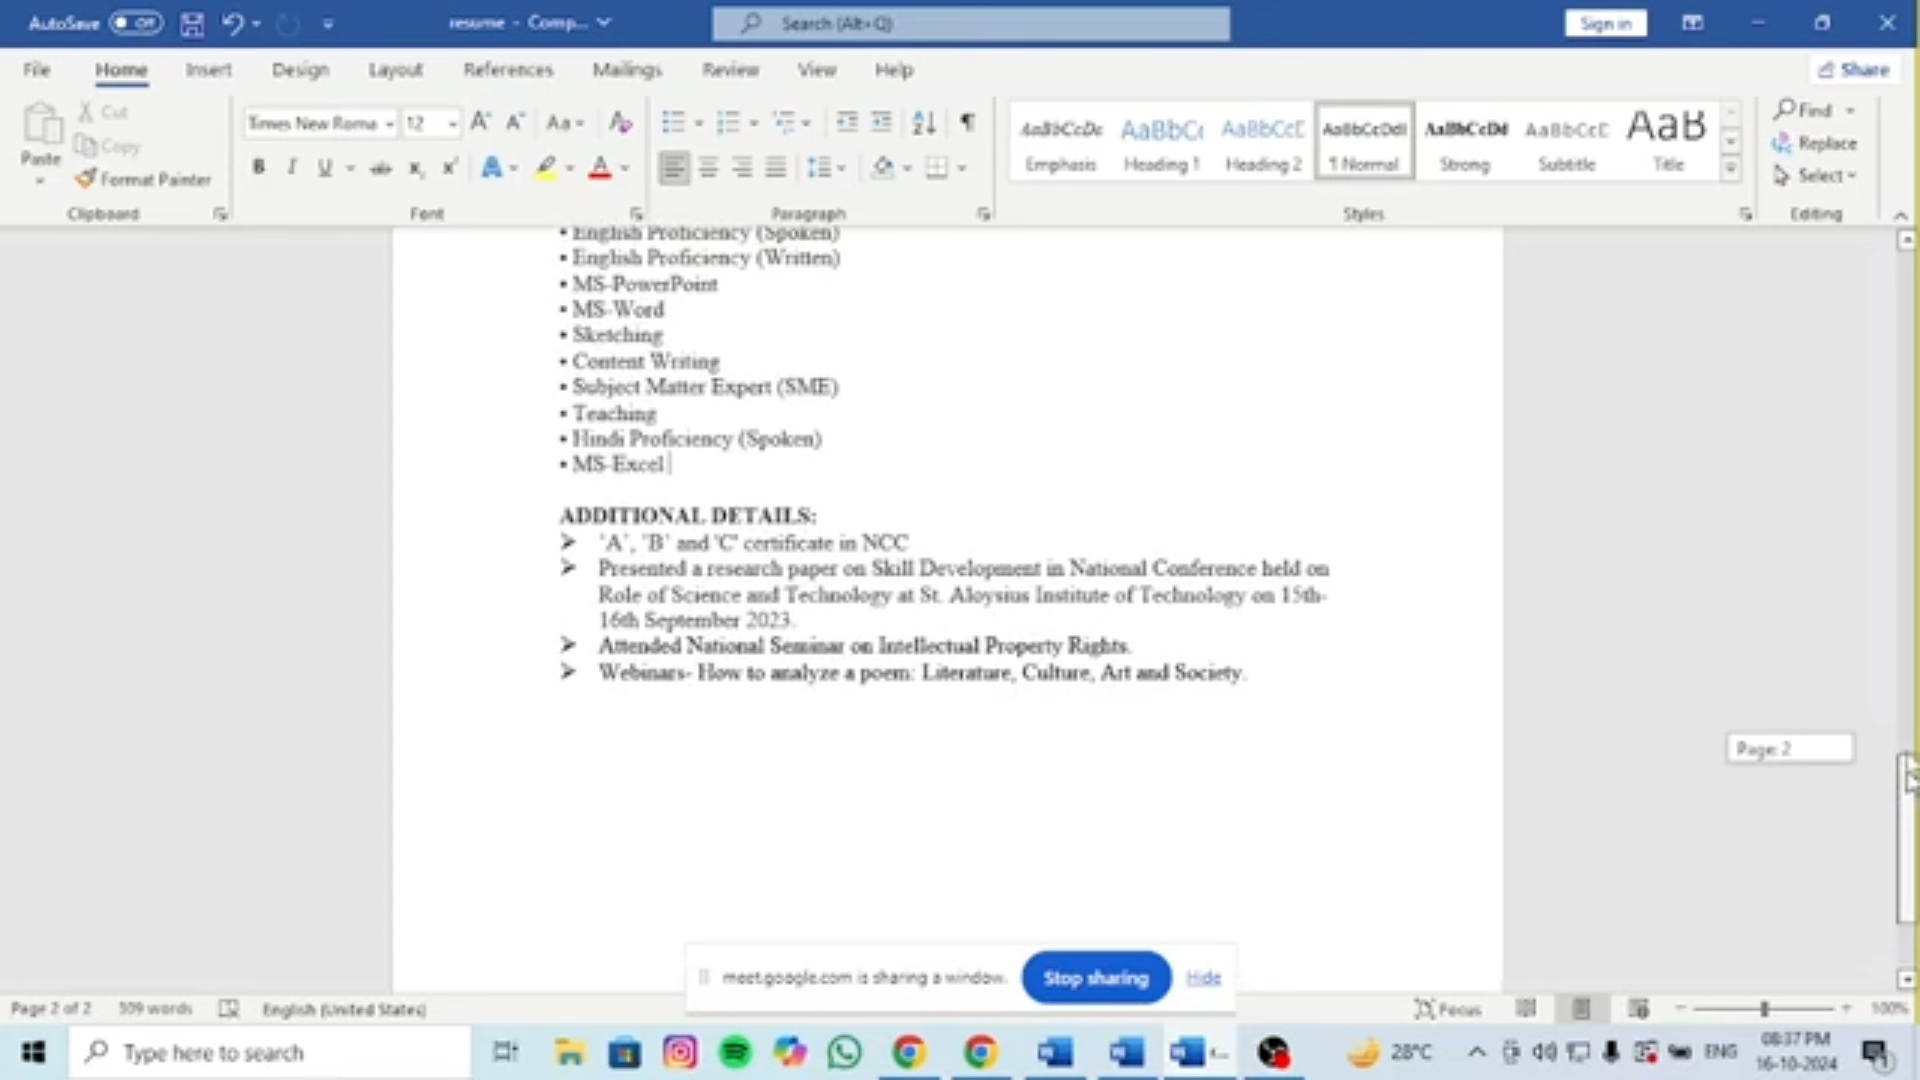 AutoSave Off resume - Comp... Search (Alt+Q) Sign in
File Home Insert Design Layout References Mailings Review View Help Share
Paste Cut Copy Format Painter Clipboard
Times New Roma 12 Font
Paragraph
AaBbCcDc AaBbCc AaBbCcE AaBbCcDdI AaBbCcDd AaBbCcE AaB
Emphasis Heading 1 Heading 2 ¶ Normal Strong Subtitle Title
Styles
Find Replace Select Editing
• English Proficiency (Spoken)
• English Proficiency (Written)
• MS-PowerPoint
• MS-Word
• Sketching
• Content Writing
• Subject Matter Expert (SME)
• Teaching
• Hindi Proficiency (Spoken)
• MS-Excel
ADDITIONAL DETAILS:
➤ 'A', 'B' and 'C' certificate in NCC
➤ Presented a research paper on Skill Development in National Conference held on
Role of Science and Technology at St. Aloysius Institute of Technology on 15th-
16th September 2023.
➤ Attended National Seminar on Intellectual Property Rights.
➤ Webinars- How to analyze a poem: Literature, Culture, Art and Society.
Page: 2
meet.google.com is sharing a window. Stop sharing Hide
Page 2 of 2 words English (United States) Focus 100%
Type here to search 28°C ENG 08:37 PM
16-10-2024